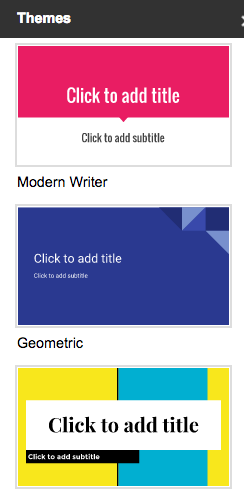 Themes
Click to add title
Click to add subtitle
Modern Writer
Click to add title
Click to add subtitle
Geometric
Click to add title
Click to add subtitle